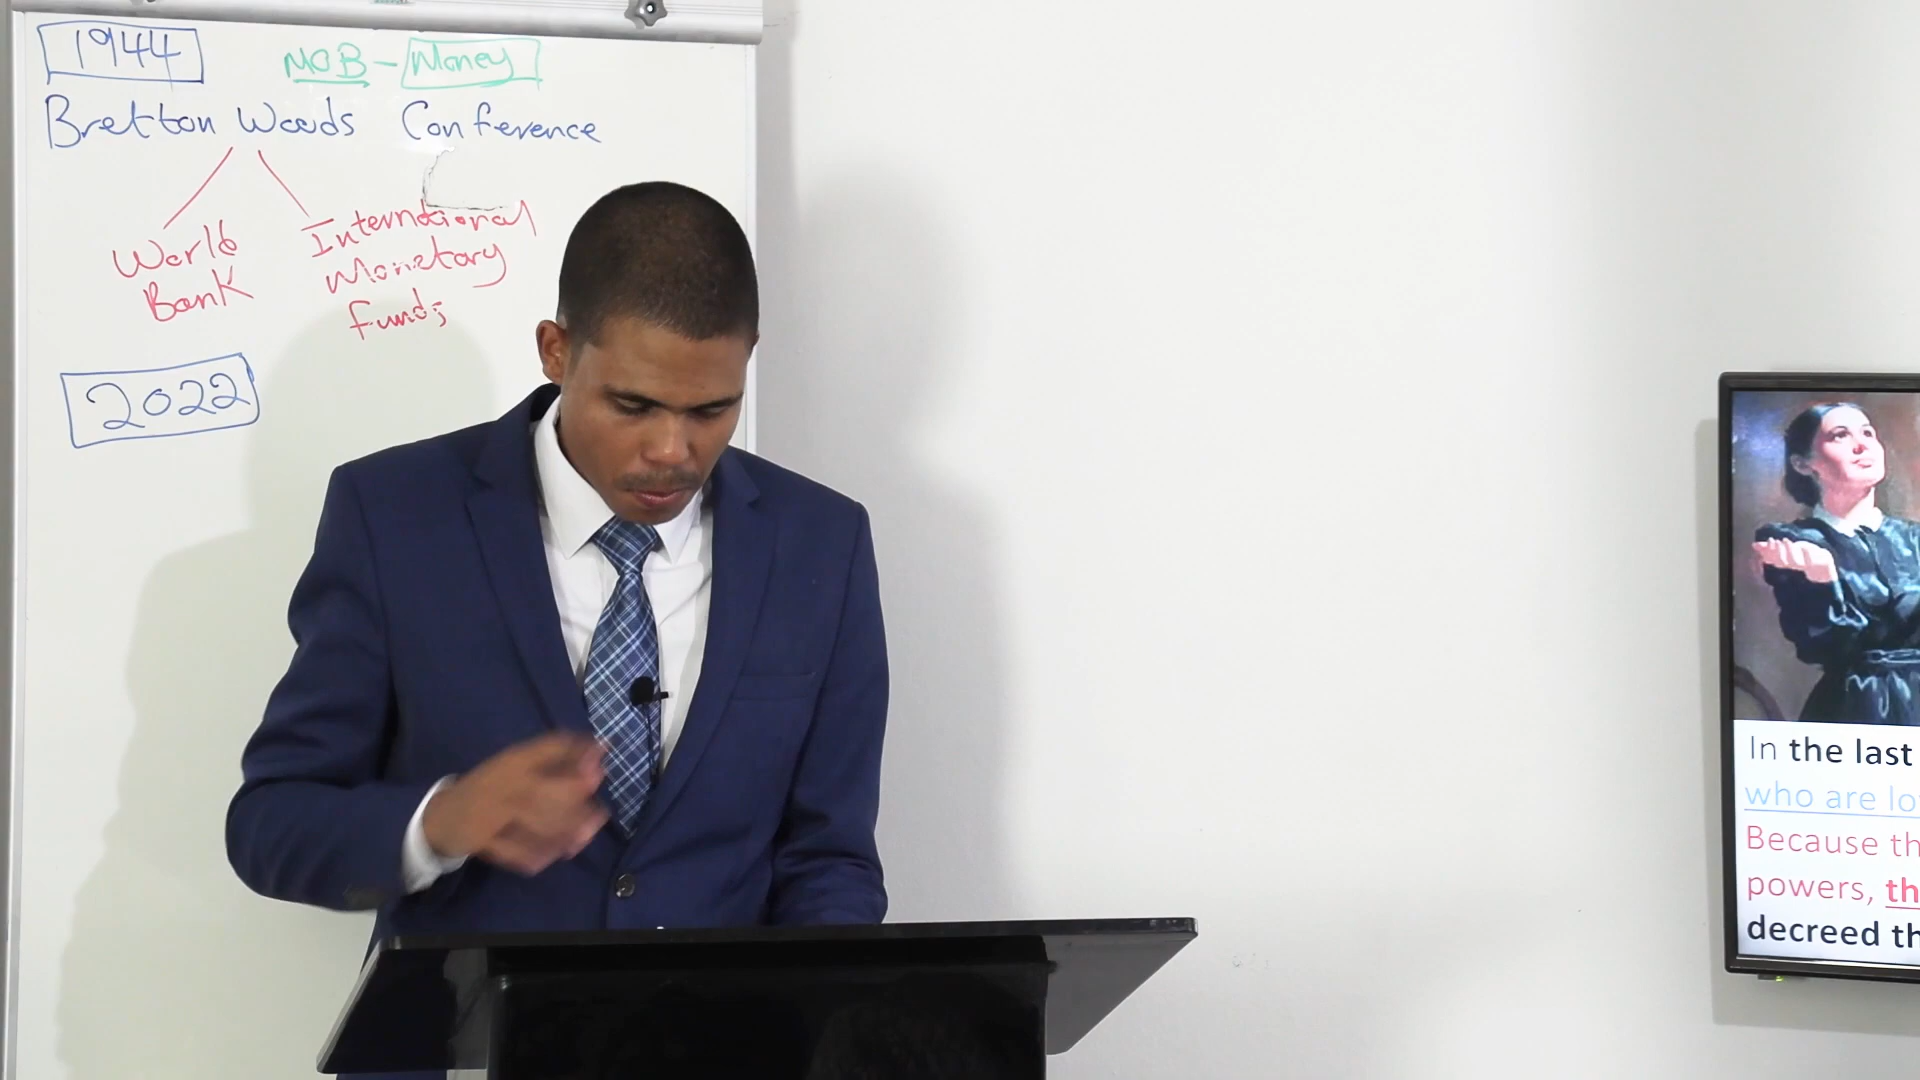 1944
MOB - Money
Bretton Woods Conference
World
Bank
International
Monetary
Funds
2022
In the last
who are lo
Because th
powers, th
decreed th